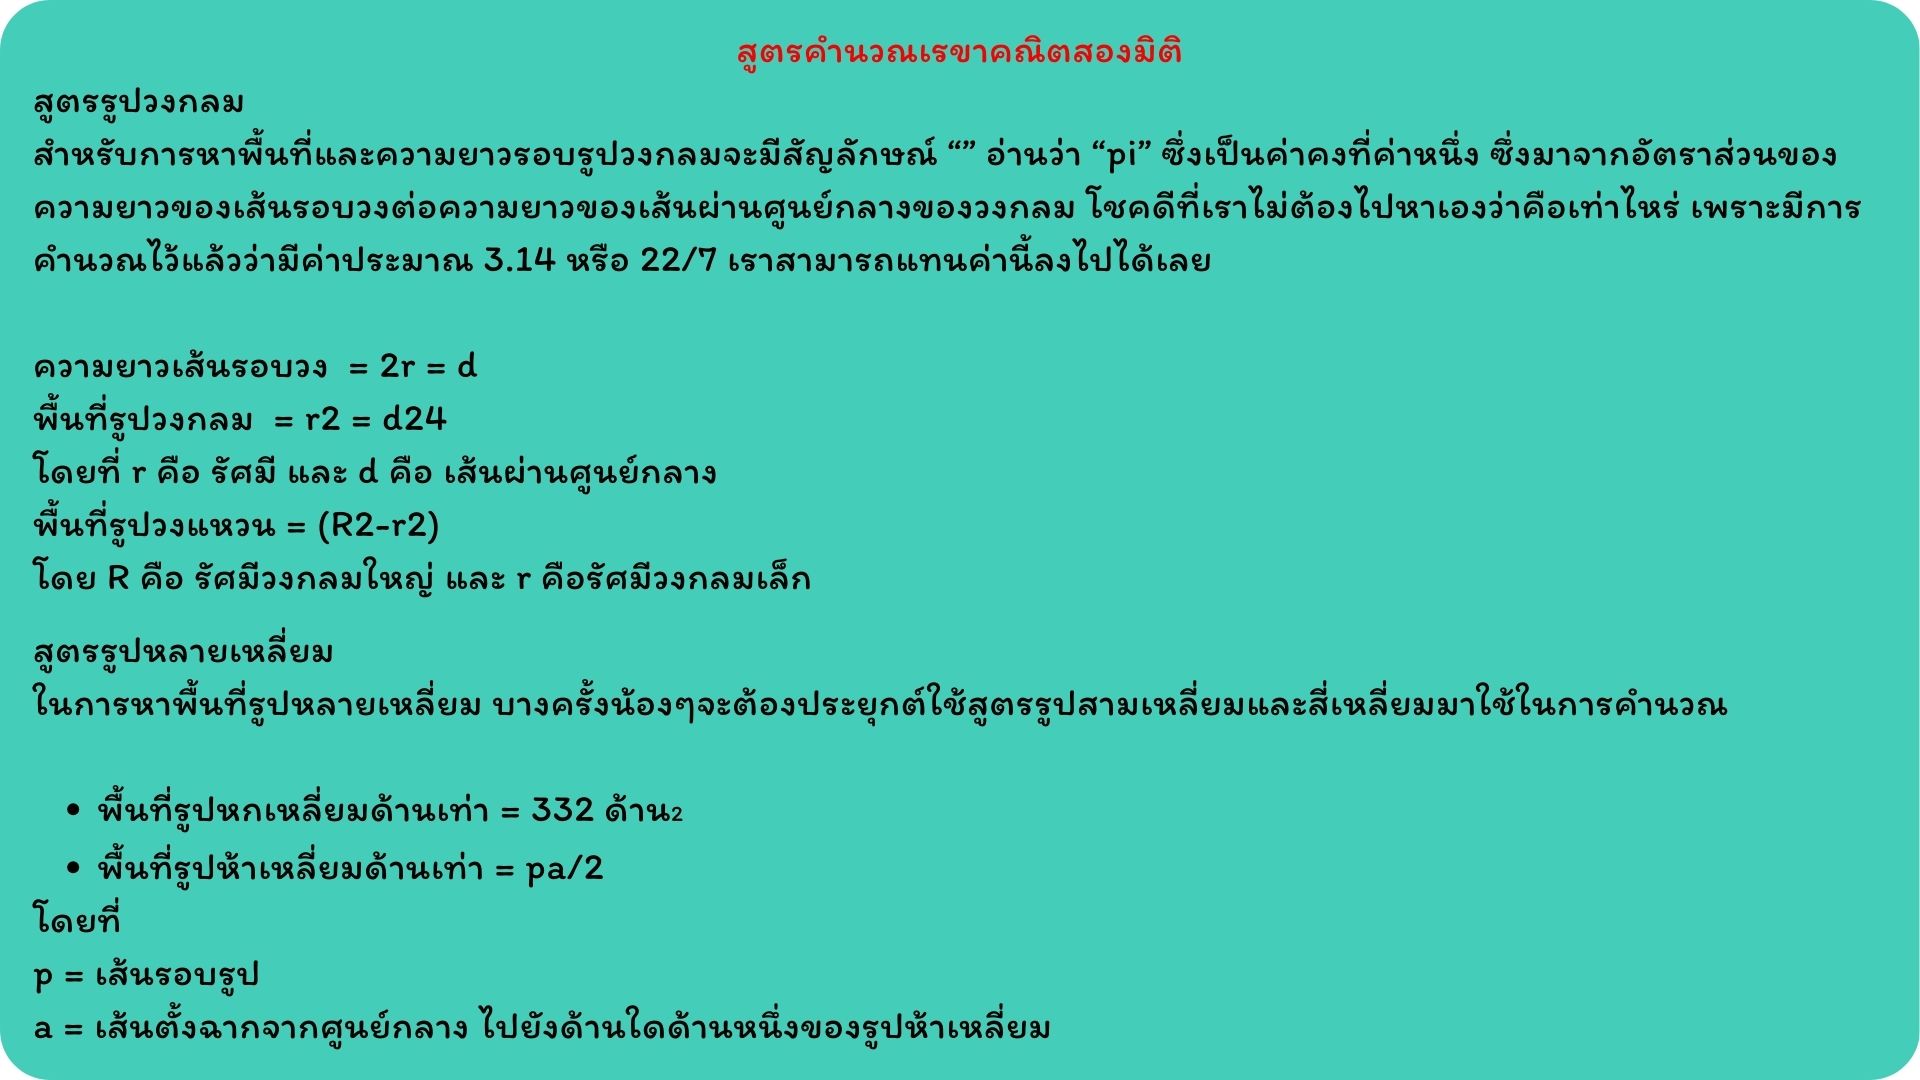 สูตรคำนวณเรขาคณิตสองมิติ
สูตรรูปวงกลม
สำหรับการหาพื้นที่และความยาวรอบรูปวงกลมจะมีสัญลักษณ์ “” อ่านว่า “pi” ซึ่งเป็นค่าคงที่ค่าหนึ่ง ซึ่งมาจากอัตราส่วนของ
ความยาวของเส้นรอบวงต่อความยาวของเส้นผ่านศูนย์กลางของวงกลม โชคดีที่เราไม่ต้องไปหาเองว่าคือเท่าไหร่ เพราะมีการ
คำนวณไว้แล้วว่ามีค่าประมาณ 3.14 หรือ 22/7 เราสามารถแทนค่านี้ลงไปได้เลย
ความยาวเส้นรอบวง = 2r = d
พื้นที่รูปวงกลม = r2 = d24
โดยที่ r คือ รัศมี และ d คือ เส้นผ่านศูนย์กลาง
พื้นที่รูปวงแหวน = (R2-r2)
โดย R คือ รัศมีวงกลมใหญ่ และ r คือรัศมีวงกลมเล็ก
สูตรรูปหลายเหลี่ยม
ในการหาพื้นที่รูปหลายเหลี่ยม บางครั้งน้องๆจะต้องประยุกต์ใช้สูตรรูปสามเหลี่ยมและสี่เหลี่ยมมาใช้ในการคำนวณ
• พื้นที่รูปหกเหลี่ยมด้านเท่า = 332 ด้าน₂
• พื้นที่รูปห้าเหลี่ยมด้านเท่า = pa/2
โดยที่
p = เส้นรอบรูป
a = เส้นตั้งฉากจากศูนย์กลาง ไปยังด้านใดด้านหนึ่งของรูปห้าเหลี่ยม